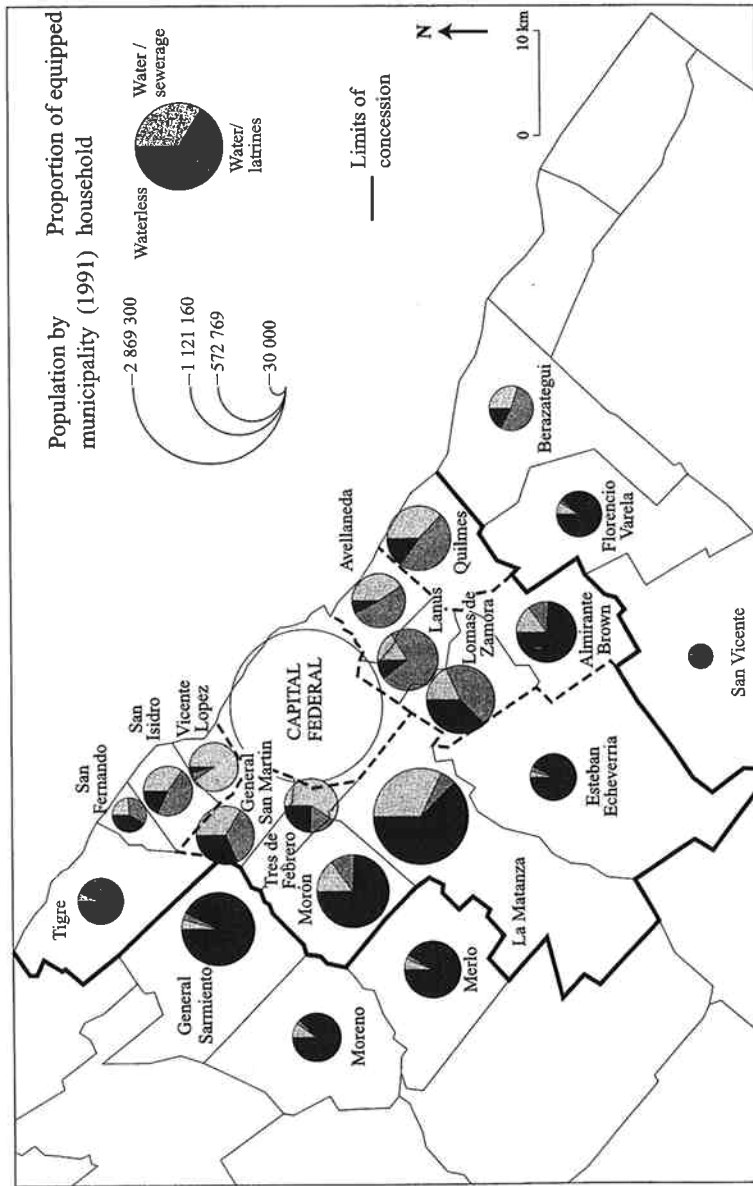 Population by
municipality (1991)
2 869 300
1 121 160
572 769
30 000
Proportion of equipped
household
Waterless
Water /
sewerage
Water/
latrines
Limits of
concession
N
0
10 km
Tigre
San
Fernando
San
Isidro
Vicente
Lopez
General
San Martin
Tres de
Febrero
General
Sarmiento
Morón
Moreno
Merlo
La Matanza
CAPITAL
FEDERAL
Avellaneda
Lanus
Quilmes
Lomas de
Zamora
Almirante
Brown
Esteban
Echeverria
Berazategui
Florencio
Varela
San Vicente